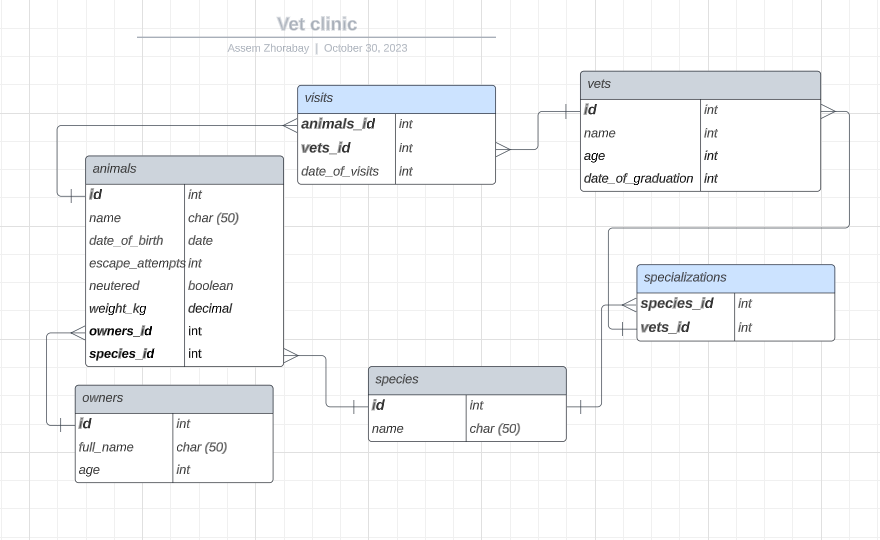 Vet clinic
Assem Zhorabay | October 30, 2023
visits
animals_id int
vets_id int
date_of_visits int
vets
id int
name int
age int
date_of_graduation int
animals
id int
name char (50)
date_of_birth date
escape_attempts int
neutered boolean
weight_kg decimal
owners_id int
species_id int
specializations
species_id int
vets_id int
species
id int
name char (50)
owners
id int
full_name char (50)
age int